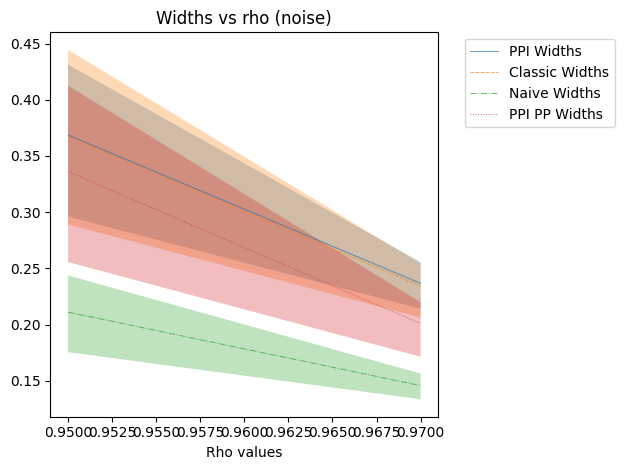 Widths vs rho (noise)
0.45
0.40
0.35
0.30
0.25
0.20
0.15
0.9500 0.9525 0.9550 0.9575 0.9600 0.9625 0.9650 0.9675 0.9700
Rho values
PPI Widths
Classic Widths
Naive Widths
PPI PP Widths